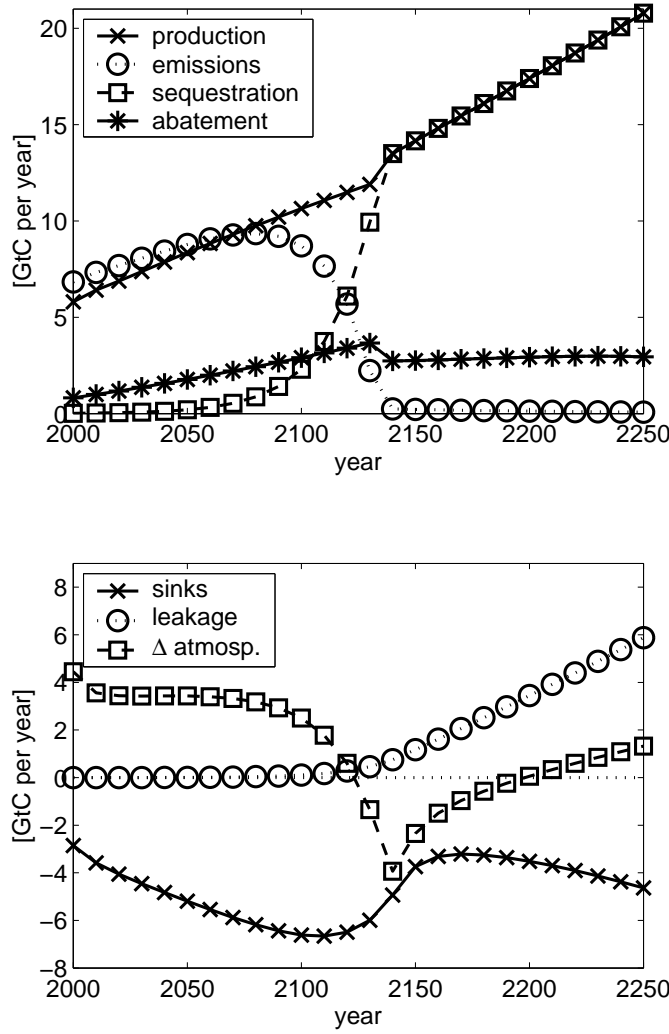 20
15
10
5
0
[GtC per year]
production
emissions
sequestration
abatement
2000 2050 2100 2150 2200 2250
year
8
6
4
2
0
−2
−4
−6
−8
[GtC per year]
sinks
leakage
Δ atmosp.
2000 2050 2100 2150 2200 2250
year